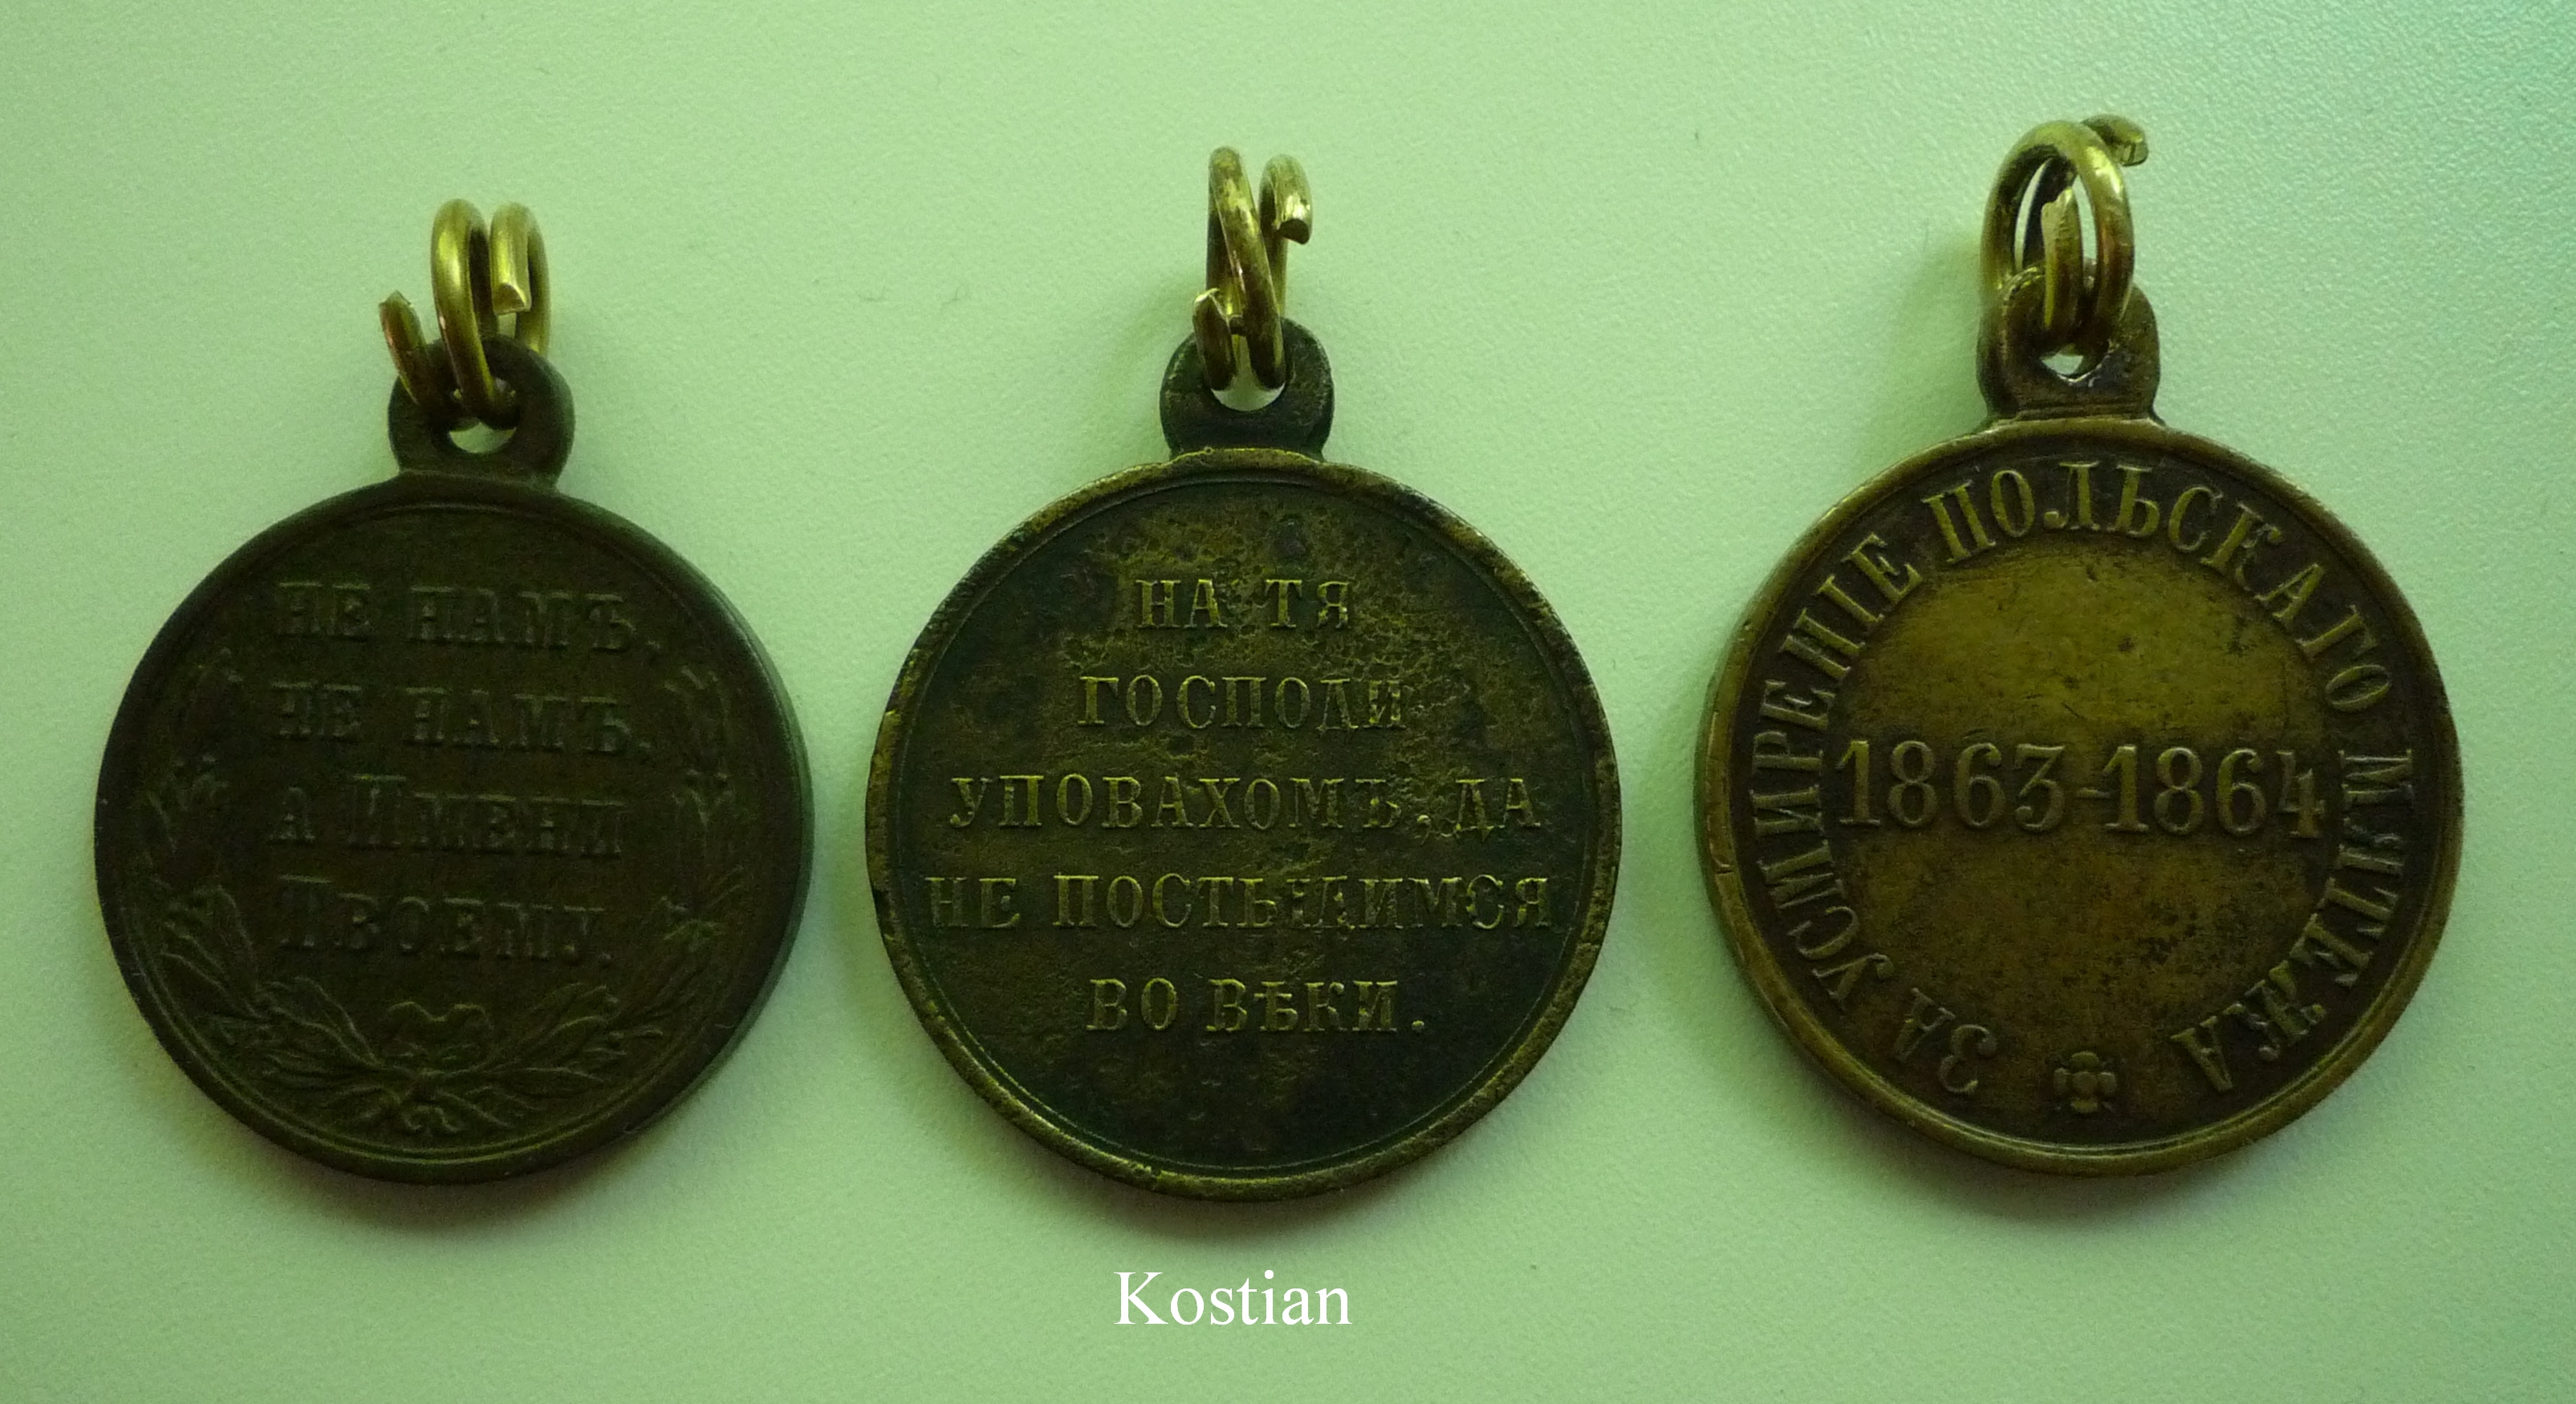 НЕ НАМЪ,
НЕ НАМЪ,
А ИМЕНИ
ТВОЕМУ.
НА ТЯ
ГОСПОДИ
УПОВАХОМЪ, ДА
НЕ ПОСТЫДИМСЯ
ВО ВѢКИ.
ЗА УСМИРЕНІЕ ПОЛЬСКАГО МЯТЕЖА
1863-1864
Kostian